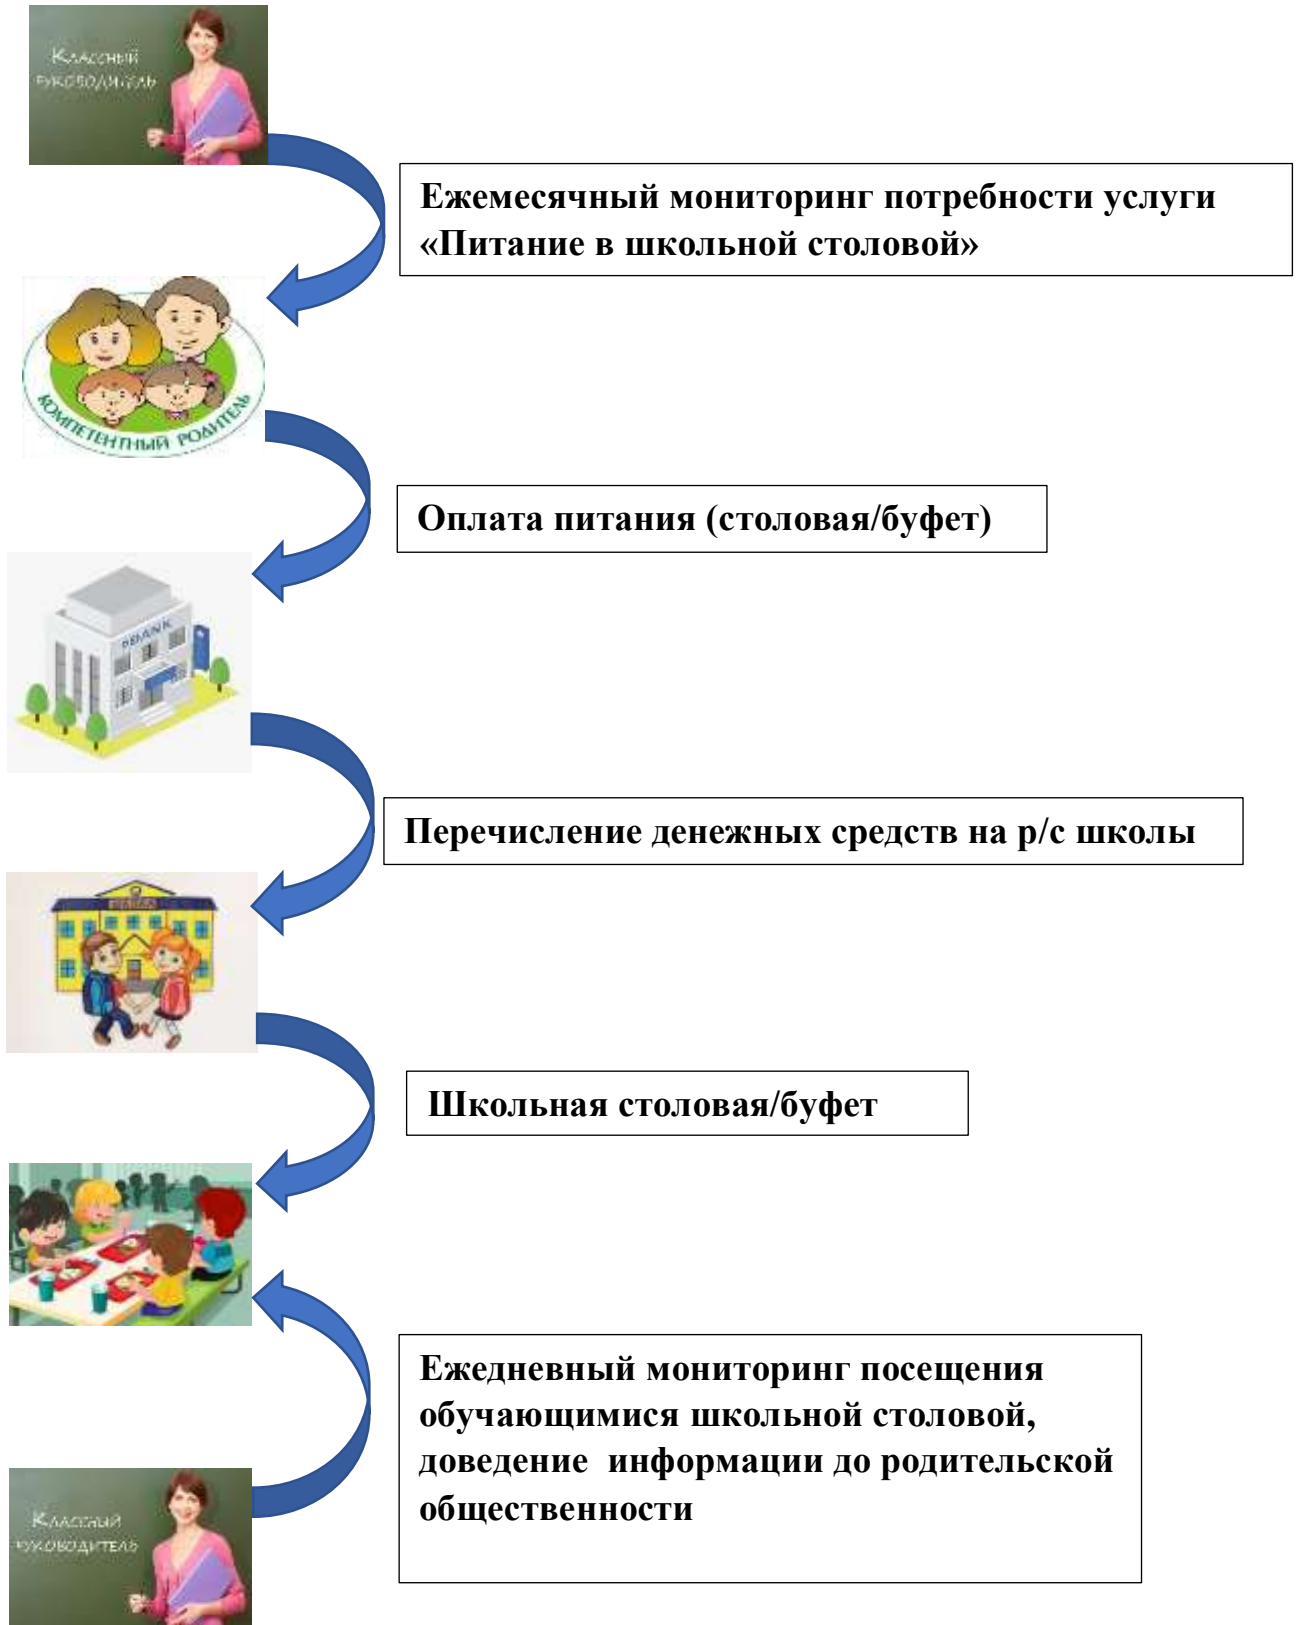 Классный
руководитель
Ежемесячный мониторинг потребности услуги
«Питание в школьной столовой»
КОМПЕТЕНТНЫЙ РОДИТЕЛЬ
Оплата питания (столовая/буфет)
BANK
Перечисление денежных средств на р/с школы
Школьная столовая/буфет
Ежедневный мониторинг посещения
обучающимися школьной столовой,
доведение информации до родительской
общественности
Классный
руководитель